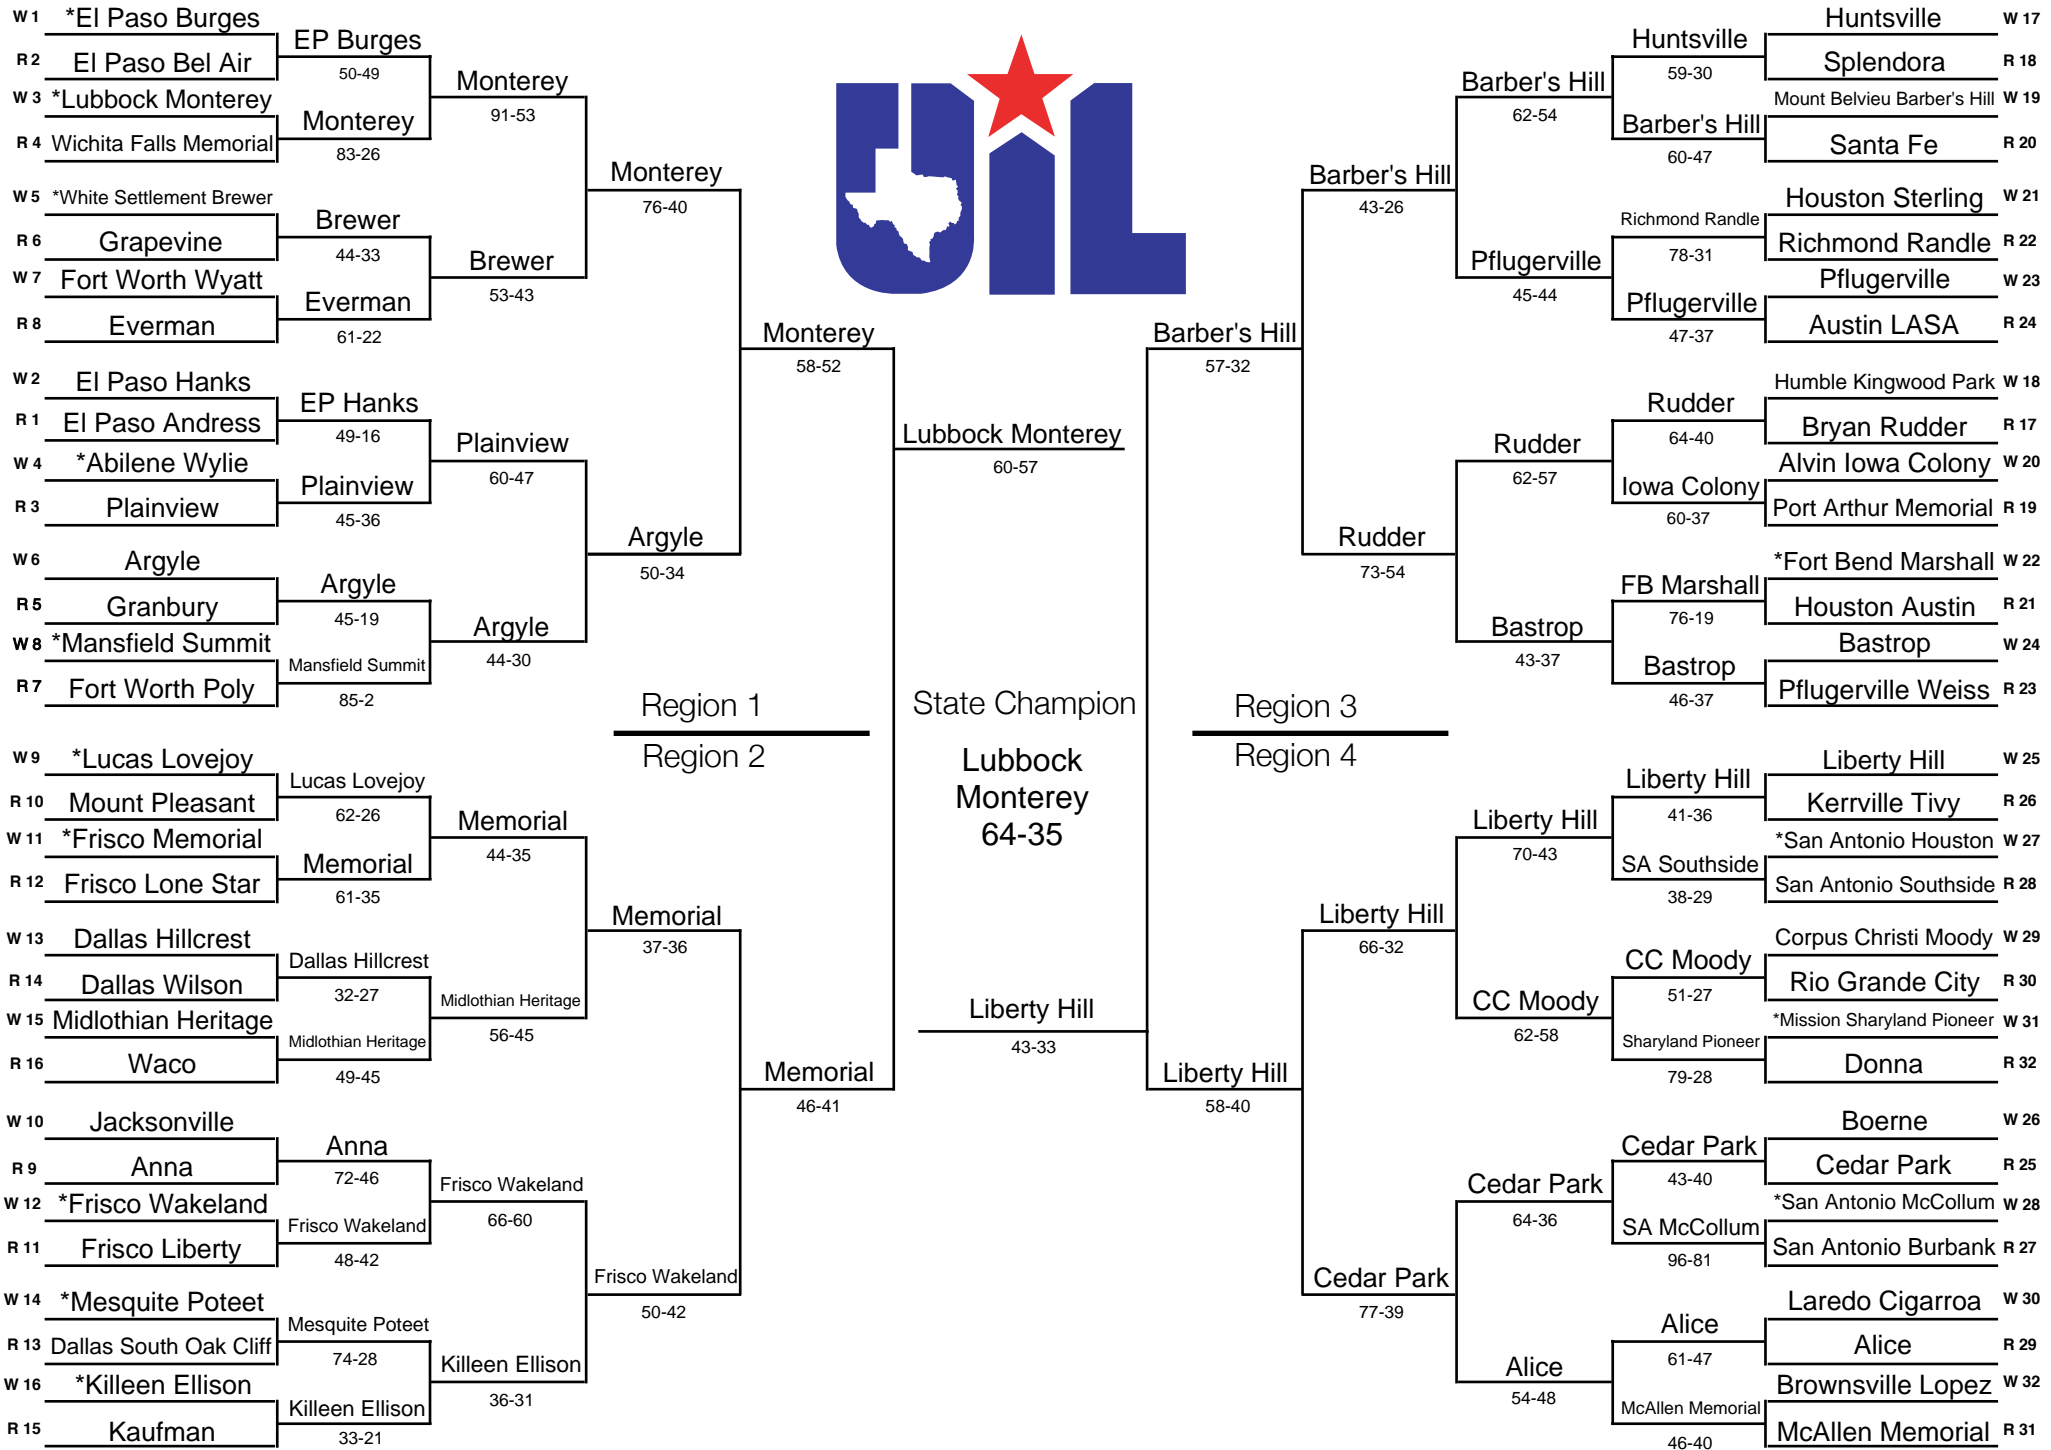 W 1 *El Paso Burges
R 2 El Paso Bel Air
W 3 *Lubbock Monterey
R 4 Wichita Falls Memorial
W 5 *White Settlement Brewer
R 6 Grapevine
W 7 Fort Worth Wyatt
R 8 Everman
W 2 El Paso Hanks
R 1 El Paso Andress
W 4 *Abilene Wylie
R 3 Plainview
W 6 Argyle
R 5 Granbury
W 8 *Mansfield Summit
R 7 Fort Worth Poly
W 9 *Lucas Lovejoy
R 10 Mount Pleasant
W 11 *Frisco Memorial
R 12 Frisco Lone Star
W 13 Dallas Hillcrest
R 14 Dallas Wilson
W 15 Midlothian Heritage
R 16 Waco
W 10 Jacksonville
R 9 Anna
W 12 *Frisco Wakeland
R 11 Frisco Liberty
W 14 *Mesquite Poteet
R 13 Dallas South Oak Cliff
W 16 *Killeen Ellison
R 15 Kaufman
EP Burges
50-49
Monterey
83-26
Brewer
44-33
Everman
61-22
EP Hanks
49-16
Plainview
45-36
Argyle
45-19
Mansfield Summit
85-2
Lucas Lovejoy
62-26
Memorial
61-35
Dallas Hillcrest
32-27
Midlothian Heritage
49-45
Anna
72-46
Frisco Wakeland
48-42
Mesquite Poteet
74-28
Killeen Ellison
33-21
Monterey
91-53
Brewer
53-43
Plainview
60-47
Argyle
44-30
Memorial
44-35
Midlothian Heritage
56-45
Frisco Wakeland
66-60
Killeen Ellison
36-31
Monterey
76-40
Argyle
50-34
Memorial
37-36
Frisco Wakeland
50-42
Monterey
58-52
Memorial
46-41
Region 1
Region 2
UIL
Lubbock Monterey
60-57
State Champion
Lubbock
Monterey
64-35
Liberty Hill
43-33
Region 3
Region 4
Barber's Hill
57-32
Liberty Hill
58-40
Barber's Hill
43-26
Rudder
73-54
Liberty Hill
66-32
Cedar Park
77-39
Barber's Hill
62-54
Pflugerville
45-44
Rudder
62-57
Bastrop
43-37
Liberty Hill
70-43
CC Moody
62-58
Cedar Park
64-36
Alice
54-48
Huntsville
59-30
Barber's Hill
60-47
Richmond Randle
78-31
Pflugerville
47-37
Rudder
64-40
Iowa Colony
60-37
FB Marshall
76-19
Bastrop
46-37
Liberty Hill
41-36
SA Southside
38-29
CC Moody
51-27
Sharyland Pioneer
79-28
Cedar Park
43-40
SA McCollum
96-81
Alice
61-47
McAllen Memorial
46-40
Huntsville W 17
Splendora R 18
Mount Belvieu Barber's Hill W 19
Santa Fe R 20
Houston Sterling W 21
Richmond Randle R 22
Pflugerville W 23
Austin LASA R 24
Humble Kingwood Park W 18
Bryan Rudder R 17
Alvin Iowa Colony W 20
Port Arthur Memorial R 19
*Fort Bend Marshall W 22
Houston Austin R 21
Bastrop W 24
Pflugerville Weiss R 23
Liberty Hill W 25
Kerrville Tivy R 26
*San Antonio Houston W 27
San Antonio Southside R 28
Corpus Christi Moody W 29
Rio Grande City R 30
*Mission Sharyland Pioneer W 31
Donna R 32
Boerne W 26
Cedar Park R 25
*San Antonio McCollum W 28
San Antonio Burbank R 27
Laredo Cigarroa W 30
Alice R 29
Brownsville Lopez W 32
McAllen Memorial R 31